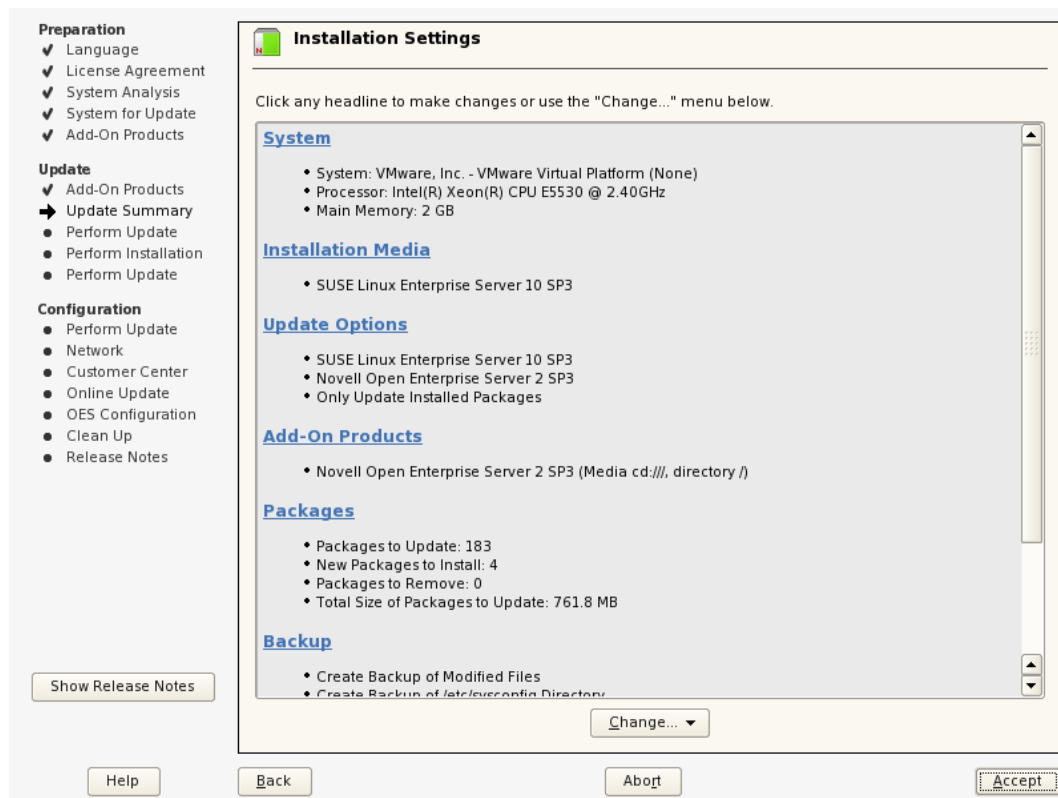 Preparation
Language
License Agreement
System Analysis
System for Update
Add-On Products
Update
Add-On Products
Update Summary
Perform Update
Perform Installation
Perform Update
Configuration
Perform Update
Network
Customer Center
Online Update
OES Configuration
Clean Up
Release Notes
Show Release Notes
N
Installation Settings
Click any headline to make changes or use the "Change..." menu below.
System
• System: VMware, Inc. - VMware Virtual Platform (None)
• Processor: Intel(R) Xeon(R) CPU E5530 @ 2.40GHz
• Main Memory: 2 GB
Installation Media
• SUSE Linux Enterprise Server 10 SP3
Update Options
• SUSE Linux Enterprise Server 10 SP3
• Novell Open Enterprise Server 2 SP3
• Only Update Installed Packages
Add-On Products
• Novell Open Enterprise Server 2 SP3 (Media cd:///, directory /)
Packages
• Packages to Update: 183
• New Packages to Install: 4
• Packages to Remove: 0
• Total Size of Packages to Update: 761.8 MB
Backup
• Create Backup of Modified Files
• Create Backup of /etc/sysconfig Directory
Change...
Help
Back
Abort
Accept